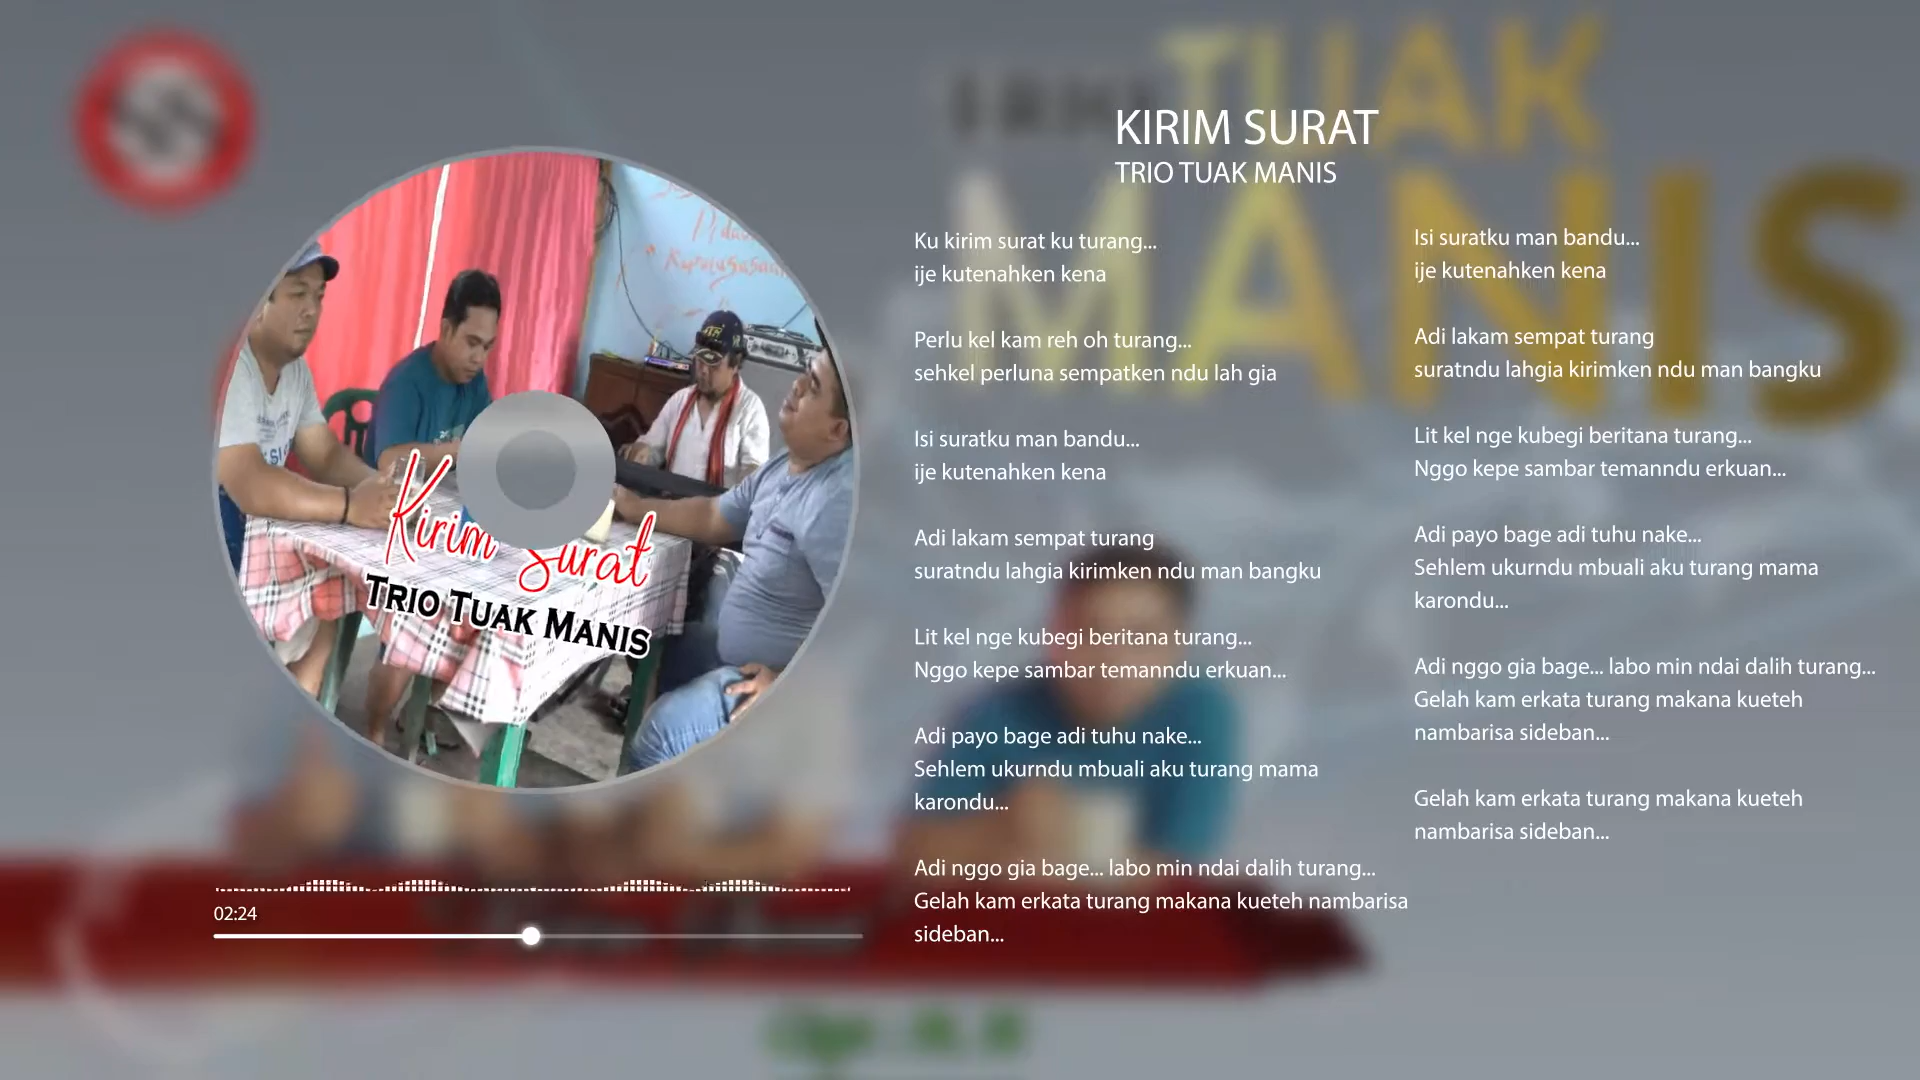 KIRIM SURAT
TRIO TUAK MANIS
Ku kirim surat ku turang...
ije kutenahken kena
Perlu kel kam reh oh turang...
sehkel perluna sempatken ndu lah gia
Isi suratku man bandu...
ije kutenahken kena
Adi lakam sempat turang
suratndu lahgia kirimken ndu man bangku
Lit kel nge kubegi beritana turang...
Nggo kepe sambar temanndu erkuan...
Adi payo bage adi tuhu nake...
Sehlem ukurndu mbuali aku turang mama
karondu...
Adi nggo gia bage... labo min ndai dalih turang...
Gelah kam erkata turang makana kueteh nambarisa
sideban...
Isi suratku man bandu...
ije kutenahken kena
Adi lakam sempat turang
suratndu lahgia kirimken ndu man bangku
Lit kel nge kubegi beritana turang...
Nggo kepe sambar temanndu erkuan...
Adi payo bage adi tuhu nake...
Sehlem ukurndu mbuali aku turang mama
karondu...
Adi nggo gia bage... labo min ndai dalih turang...
Gelah kam erkata turang makana kueteh
nambarisa sideban...
Gelah kam erkata turang makana kueteh
nambarisa sideban...
Kirim Surat
TRIO TUAK MANIS
02:24
TUAK
MANIS